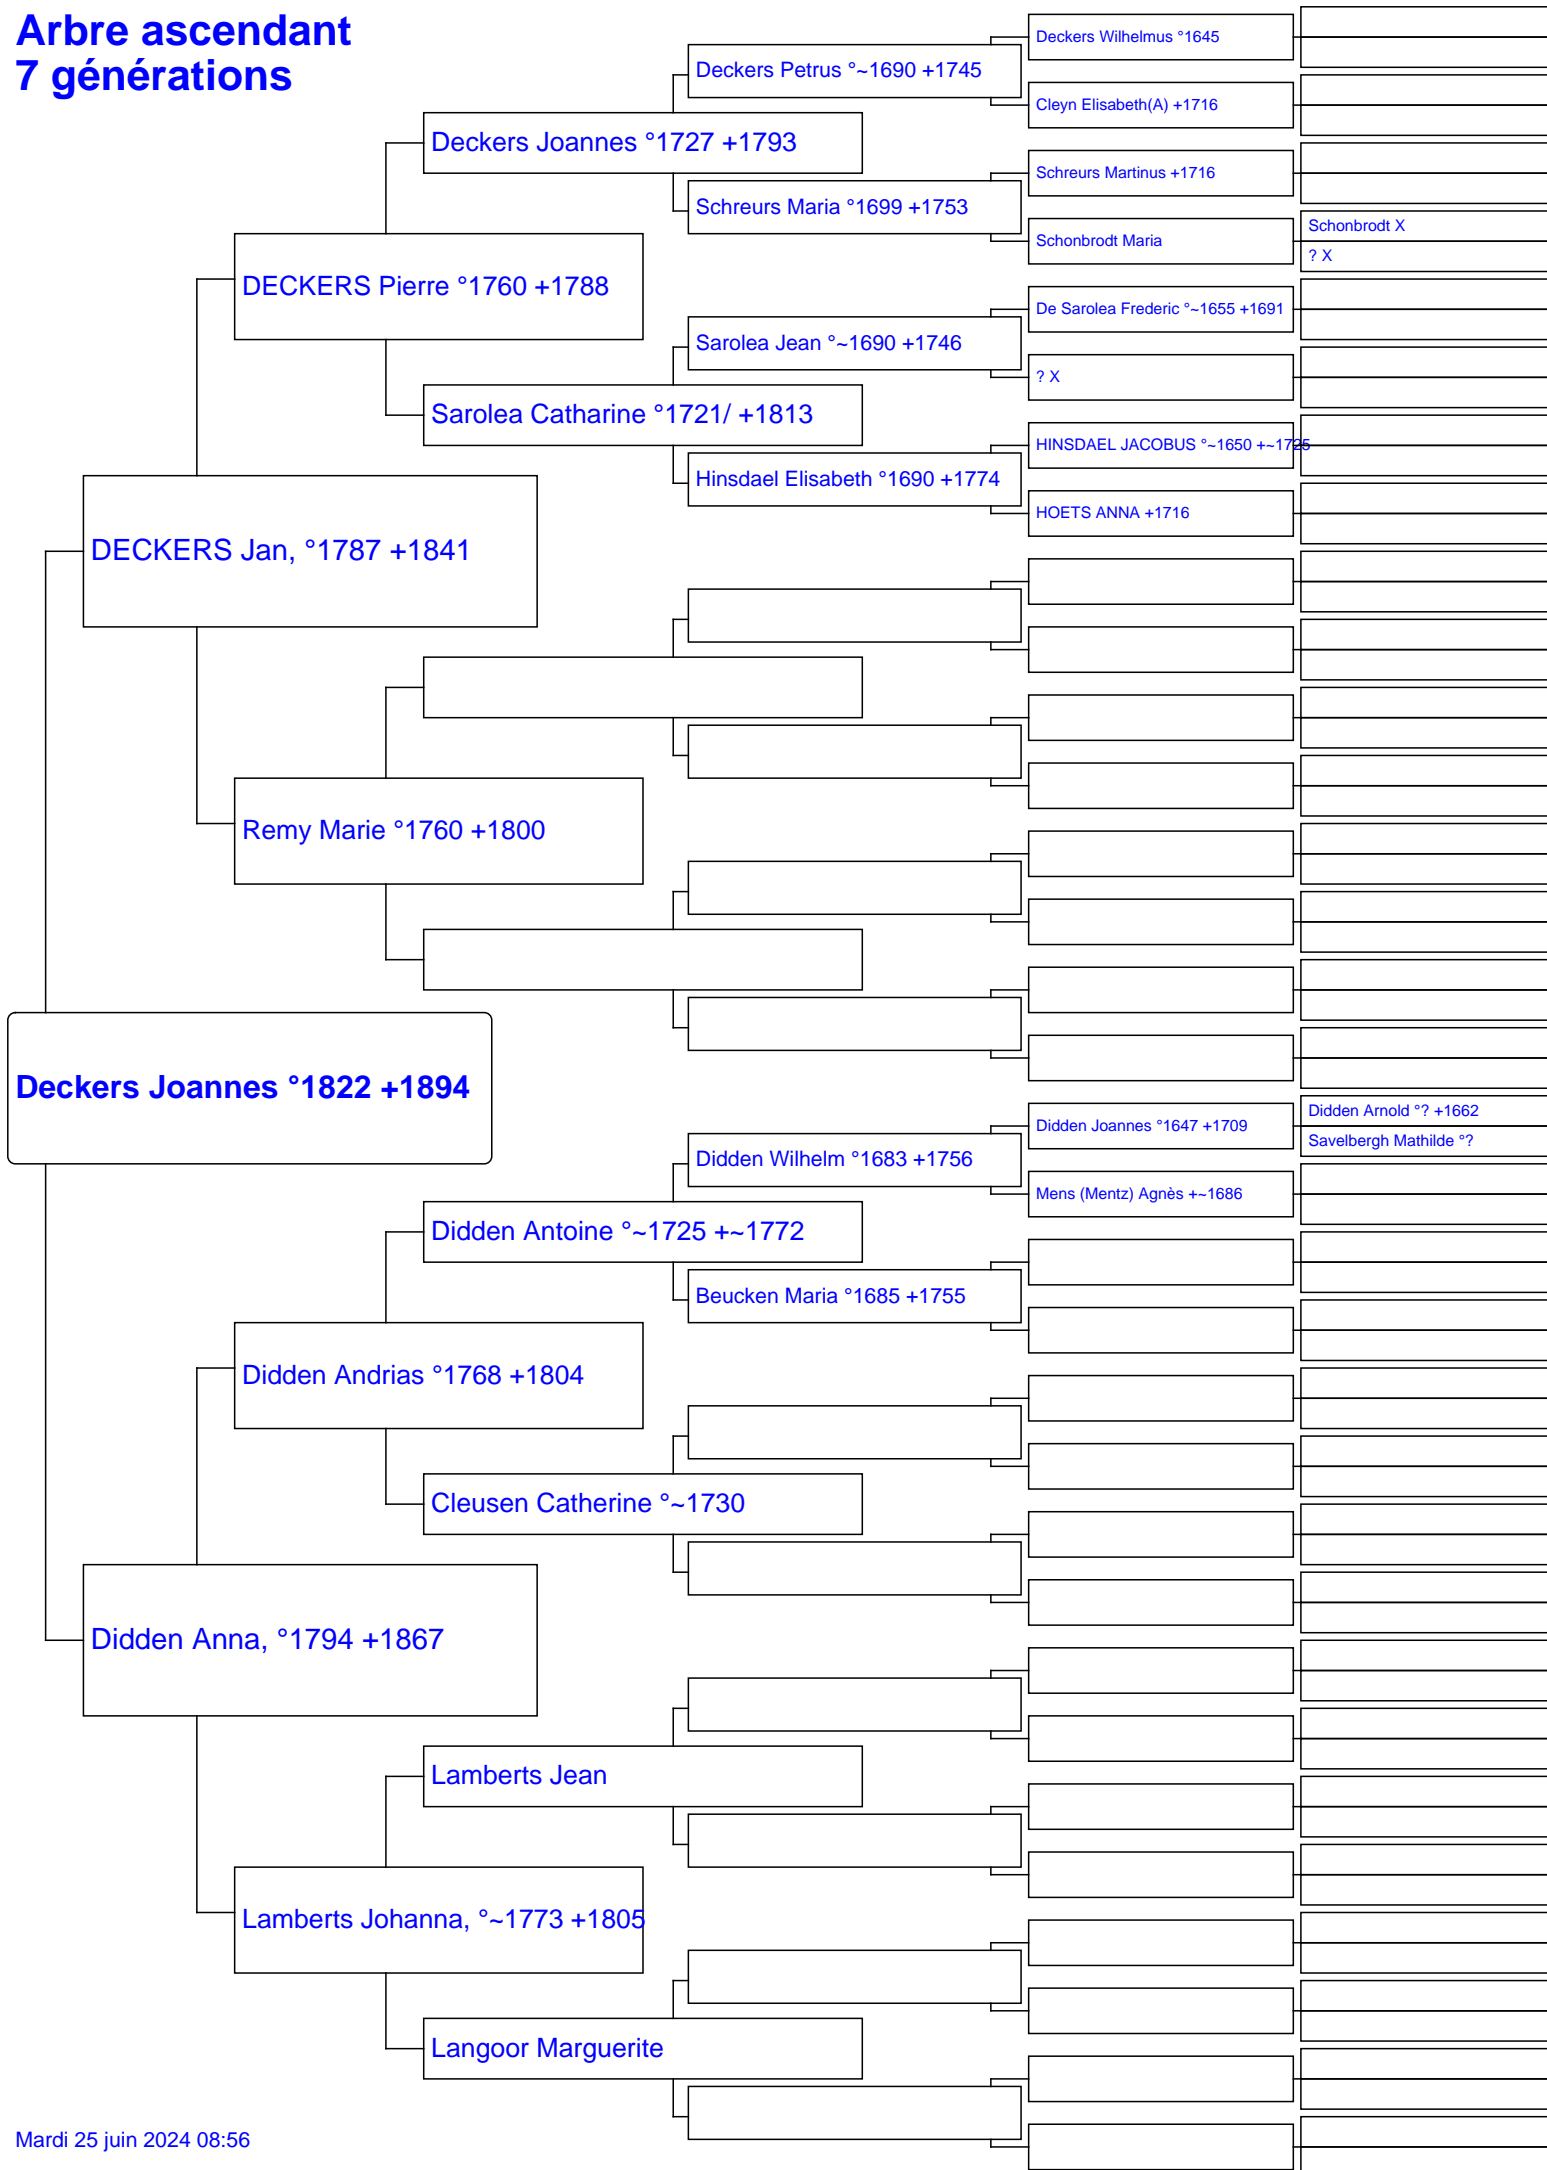 Arbre ascendant
7 générations
Deckers Wilhelmus °1645
Deckers Petrus °~1690 +1745
Cleyn Elisabeth(A) +1716
Deckers Joannes °1727 +1793
Schreurs Martinus +1716
Schreurs Maria °1699 +1753
Schonbrodt X
Schonbrodt Maria
? X
DECKERS Pierre °1760 +1788
De Sarolea Frederic °~1655 +1691
Sarolea Jean °~1690 +1746
? X
Sarolea Catharine °1721/ +1813
HINSDAEL JACOBUS °~1650 +~1725
Hinsdael Elisabeth °1690 +1774
HOETS ANNA +1716
DECKERS Jan, °1787 +1841
Remy Marie °1760 +1800
Deckers Joannes °1822 +1894
Didden Arnold °? +1662
Didden Joannes °1647 +1709
Savelbergh Mathilde °?
Didden Wilhelm °1683 +1756
Mens (Mentz) Agnès +~1686
Didden Antoine °~1725 +~1772
Beucken Maria °1685 +1755
Didden Andrias °1768 +1804
Cleusen Catherine °~1730
Didden Anna, °1794 +1867
Lamberts Jean
Lamberts Johanna, °~1773 +1805
Langoor Marguerite
Mardi 25 juin 2024 08:56